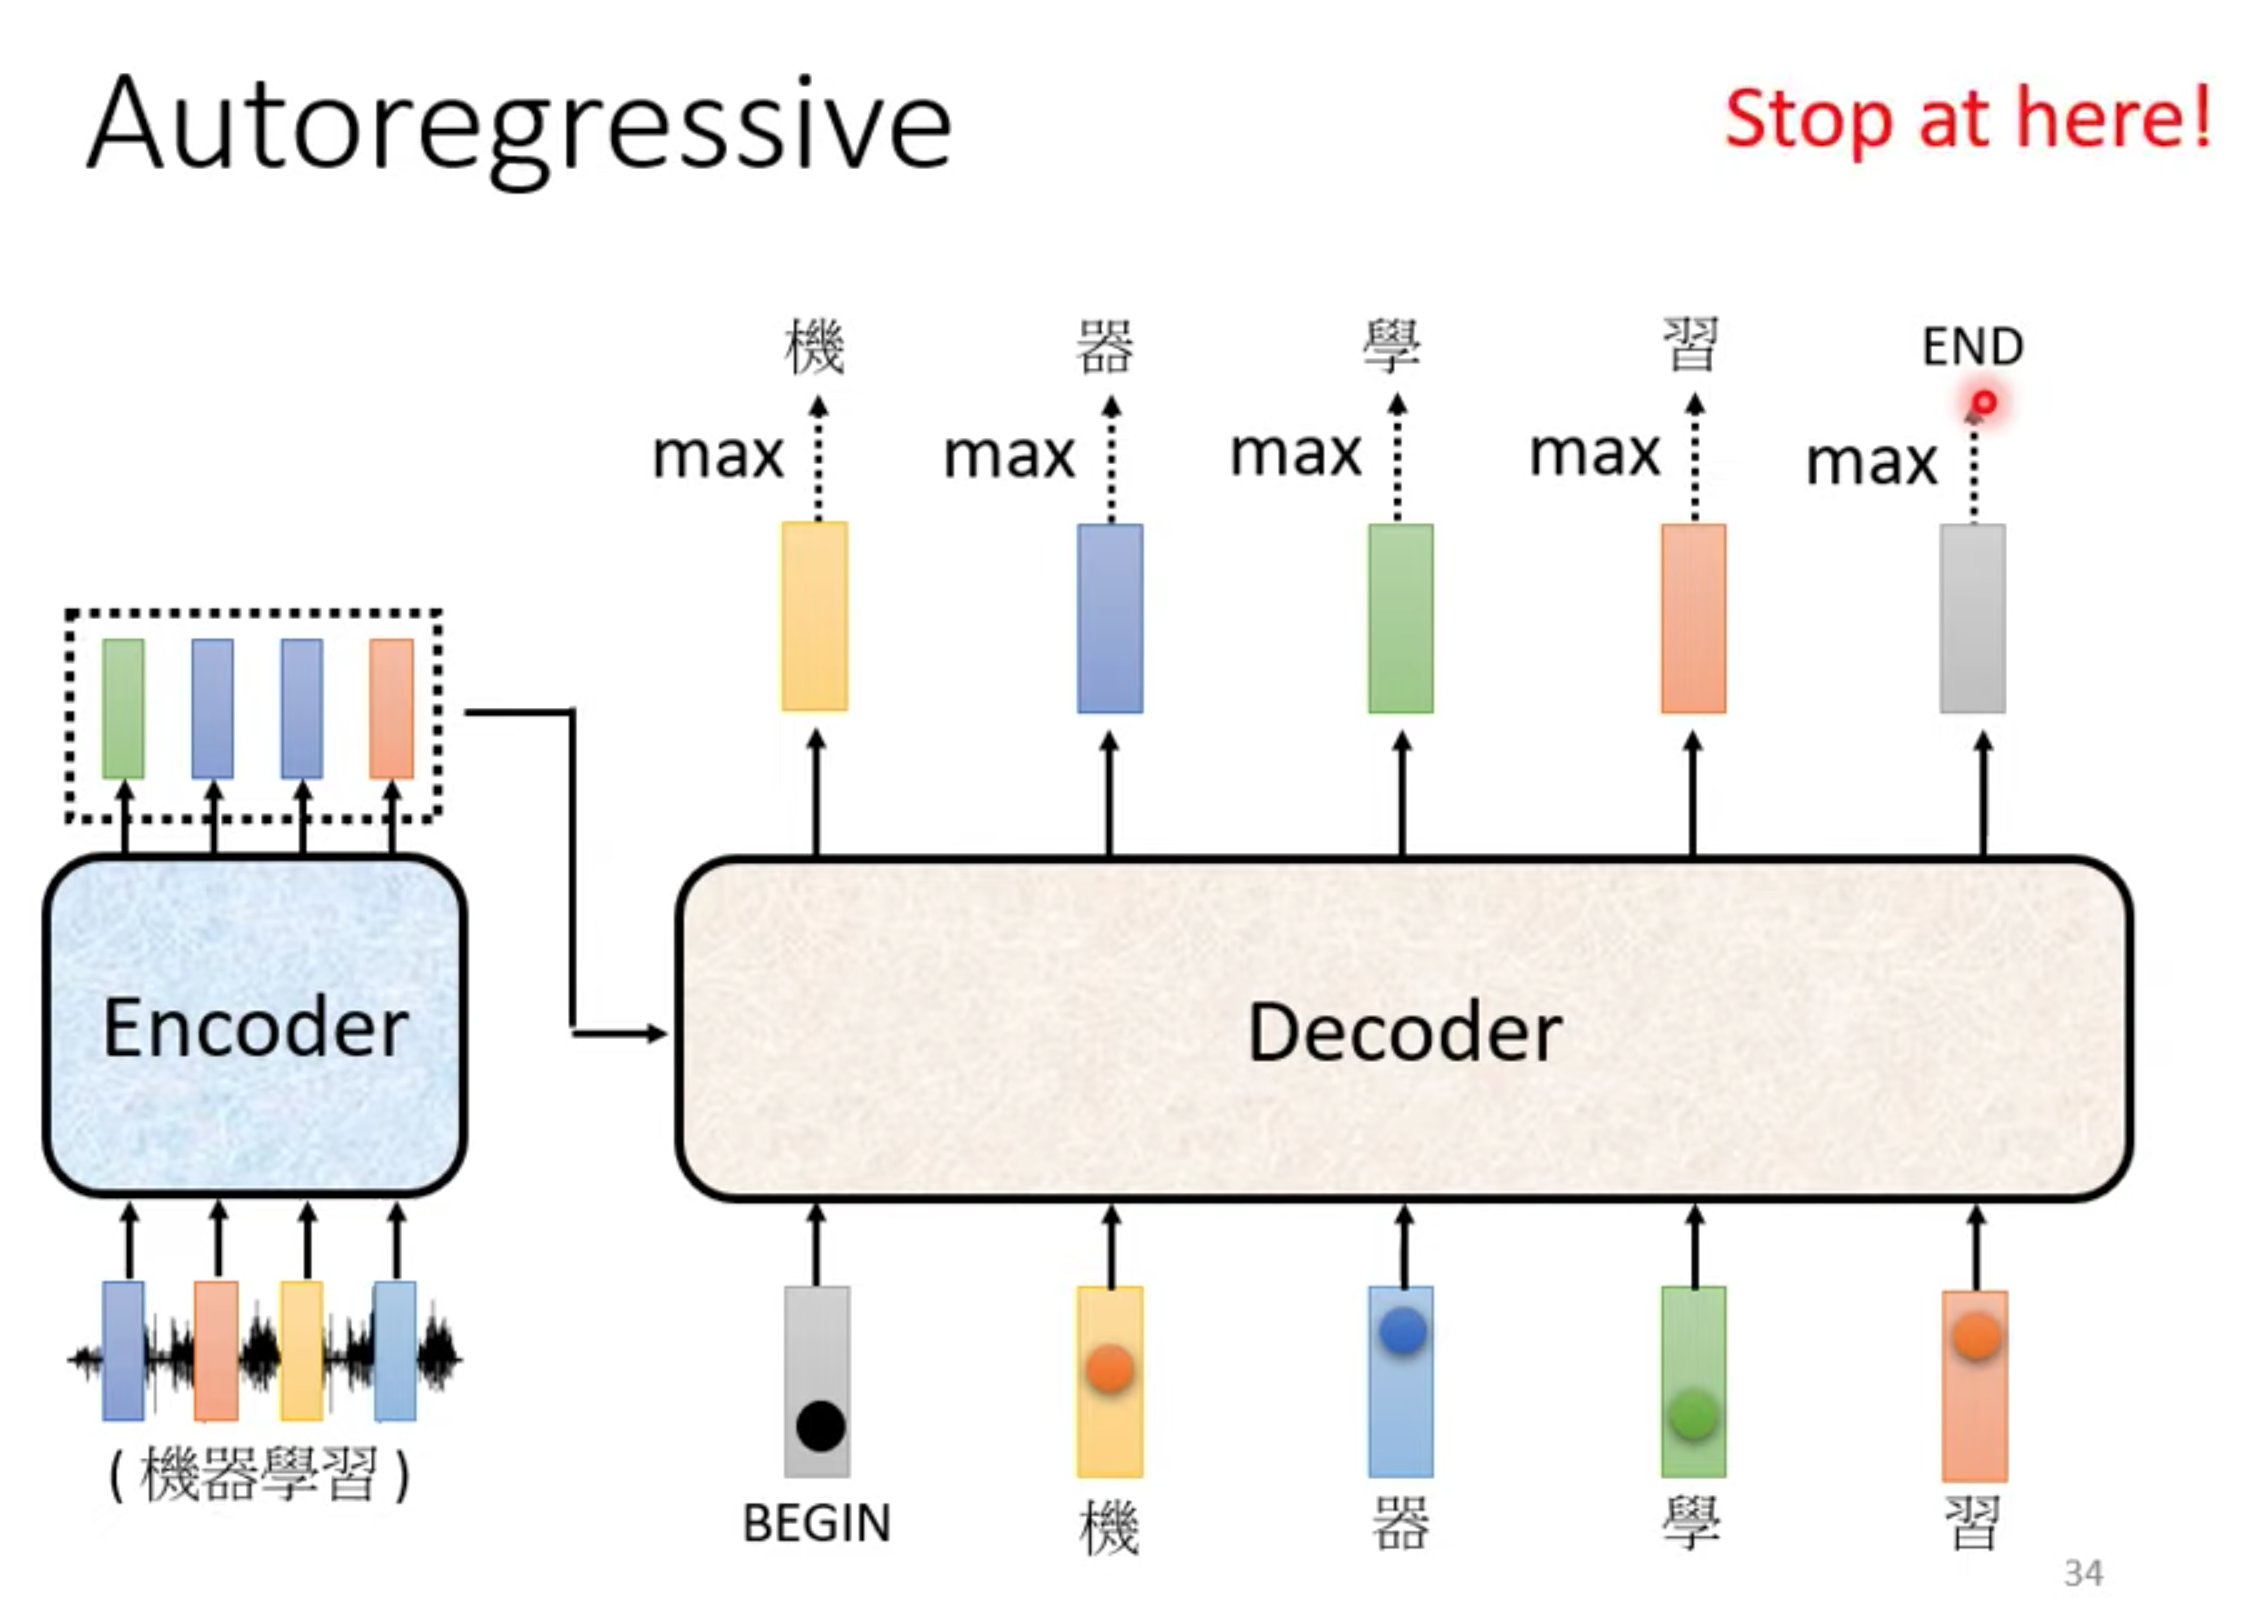 Autoregressive
Stop at here!
機 器 學 習 END
max max max max max
Encoder
Decoder
(機器學習)
BEGIN 機 器 學 習
34